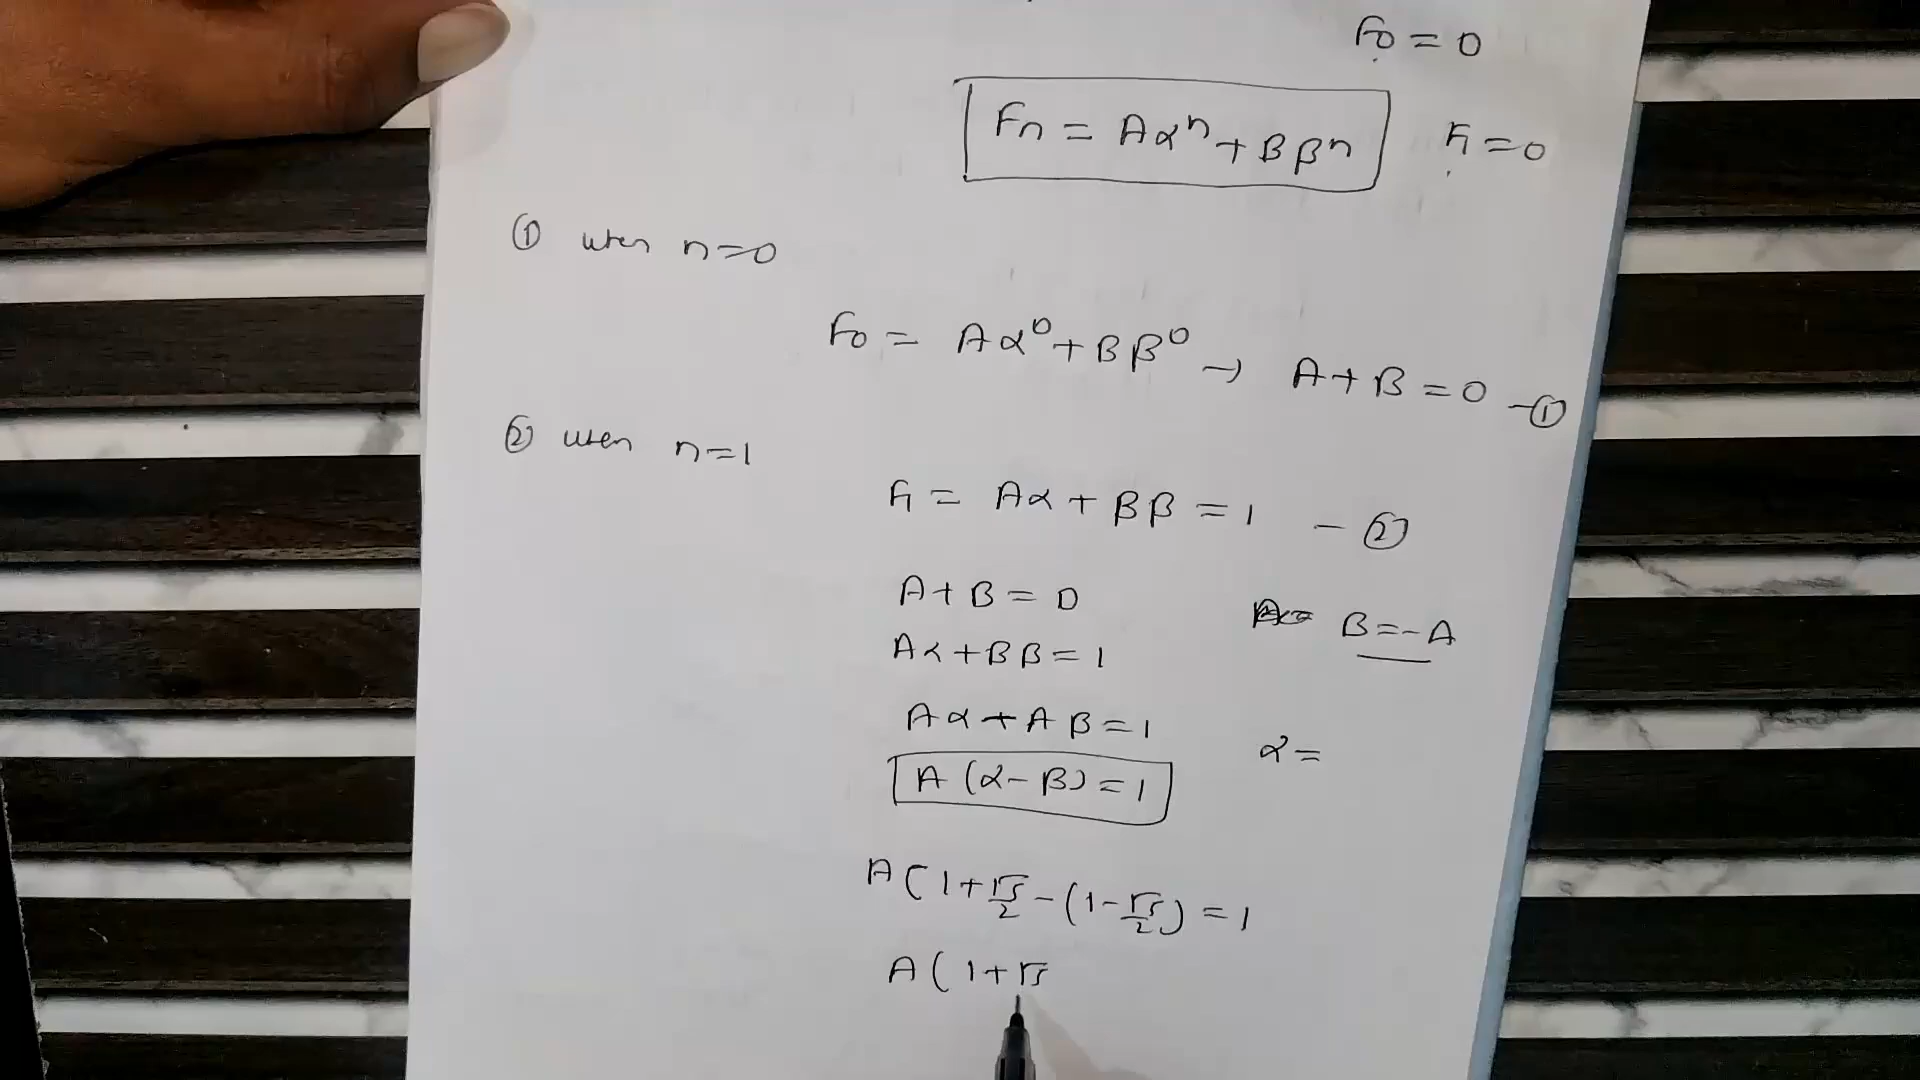 F0 = 0
Fn = Aα^n + Bβ^n
F1 = 0
① when n=0
F0 = Aα^0 + Bβ^0 → A + B = 0 -①
② when n=1
F1 = Aα + Bβ = 1 - ②
A + B = 0
B = -A
Aα + Bβ = 1
Aα + Aβ = 1
α =
A (α - β) = 1
A ( 1 + √5/2 - (1 - √5/2) = 1
A ( 1 + √5